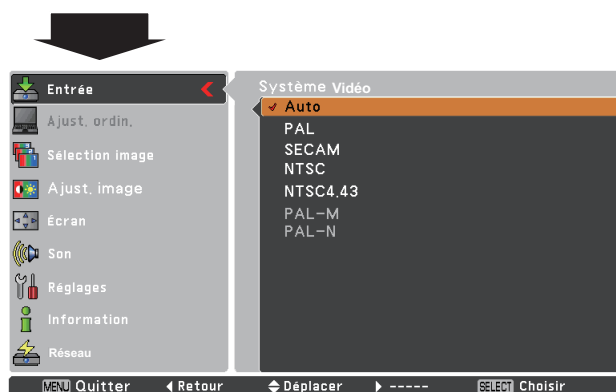 Entrée
Ajust. ordin.
Sélection image
Ajust. image
Écran
Son
Réglages
Information
Réseau
Système Vidéo
✓ Auto
PAL
SECAM
NTSC
NTSC4.43
PAL-M
PAL-N
MENU Quitter ◀ Retour ◆ Déplacer ▶ ----- SELECT Choisir